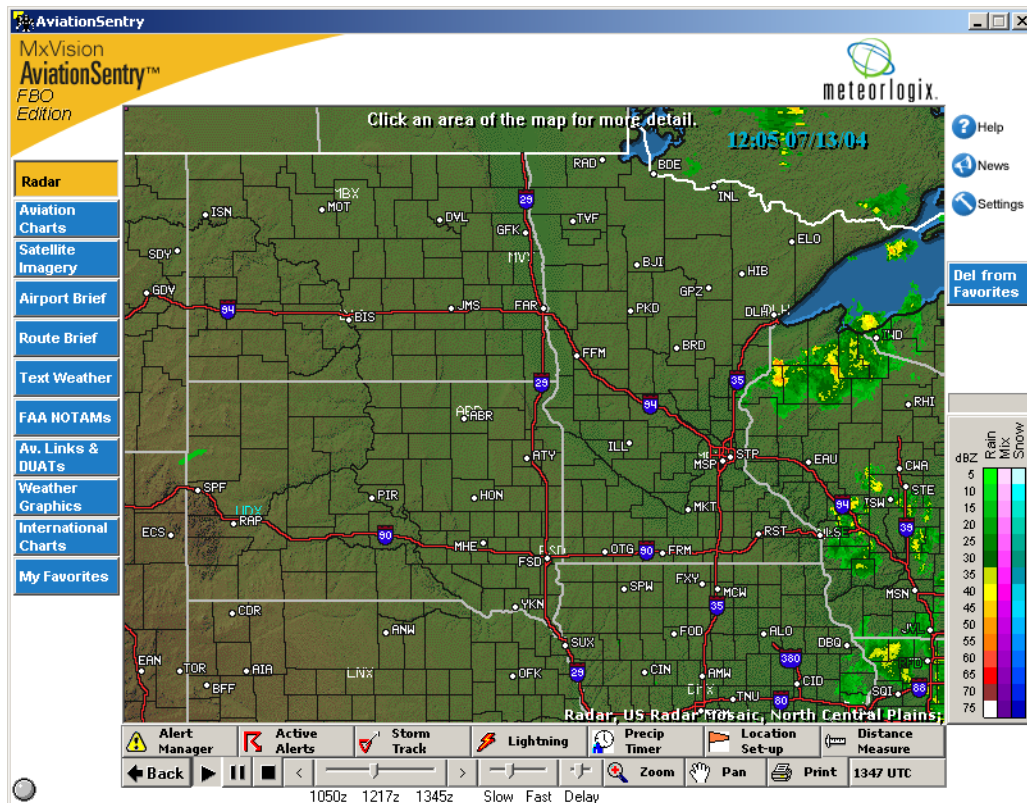 AviationSentry
MxVision
AviationSentry™
FBO
Edition
meteorlogix.
Click an area of the map for more detail.
12:05 07/13/04
Help
News
Settings
Del from
Favorites
Radar
Aviation
Charts
Satellite
Imagery
Airport Brief
Route Brief
Text Weather
FAA NOTAMs
Av. Links &
DUATs
Weather
Graphics
International
Charts
My Favorites
RAD
BDE
INL
MBX
ISN
MOT
DVL
29
TVF
GFK
ELO
SDY
BJI
HIB
GDV
GPZ
94
BIS
JMS
FAR
PKD
DLH
BRD
FFM
IWD
29
35
94
RHI
ABR
ILL
ATY
MSP
STP
EAU
CWA
SPF
PIR
HON
STE
ISW
UDX
RAP
MKT
94
39
ECS
90
MHE
RST
OTG
90
FRM
FSD
SPW
FXY
MCW
MSN
YKN
35
CDR
ANW
FOD
ALO
DBQ
SUX
380
EAN
TOR
AIA
LNX
OFK
29
CIN
AMW
CID
BFF
TNU
80
SQI
88
Radar, US Radar Mosaic, North Central Plains,
dBZ
Rain
Mix
Snow
5
10
15
20
25
30
35
40
45
50
55
60
65
70
75
Alert
Manager
Active
Alerts
Storm
Track
Lightning
Precip
Timer
Location
Set-up
Distance
Measure
Back
<
>
Zoom
Pan
Print
1347 UTC
1050z 1217z 1345z Slow Fast Delay